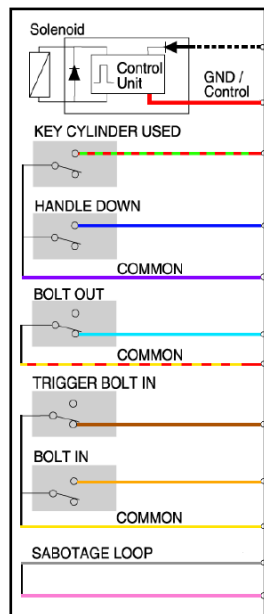 Solenoid
Control
Unit
GND /
Control
KEY CYLINDER USED
HANDLE DOWN
COMMON
BOLT OUT
COMMON
TRIGGER BOLT IN
BOLT IN
COMMON
SABOTAGE LOOP